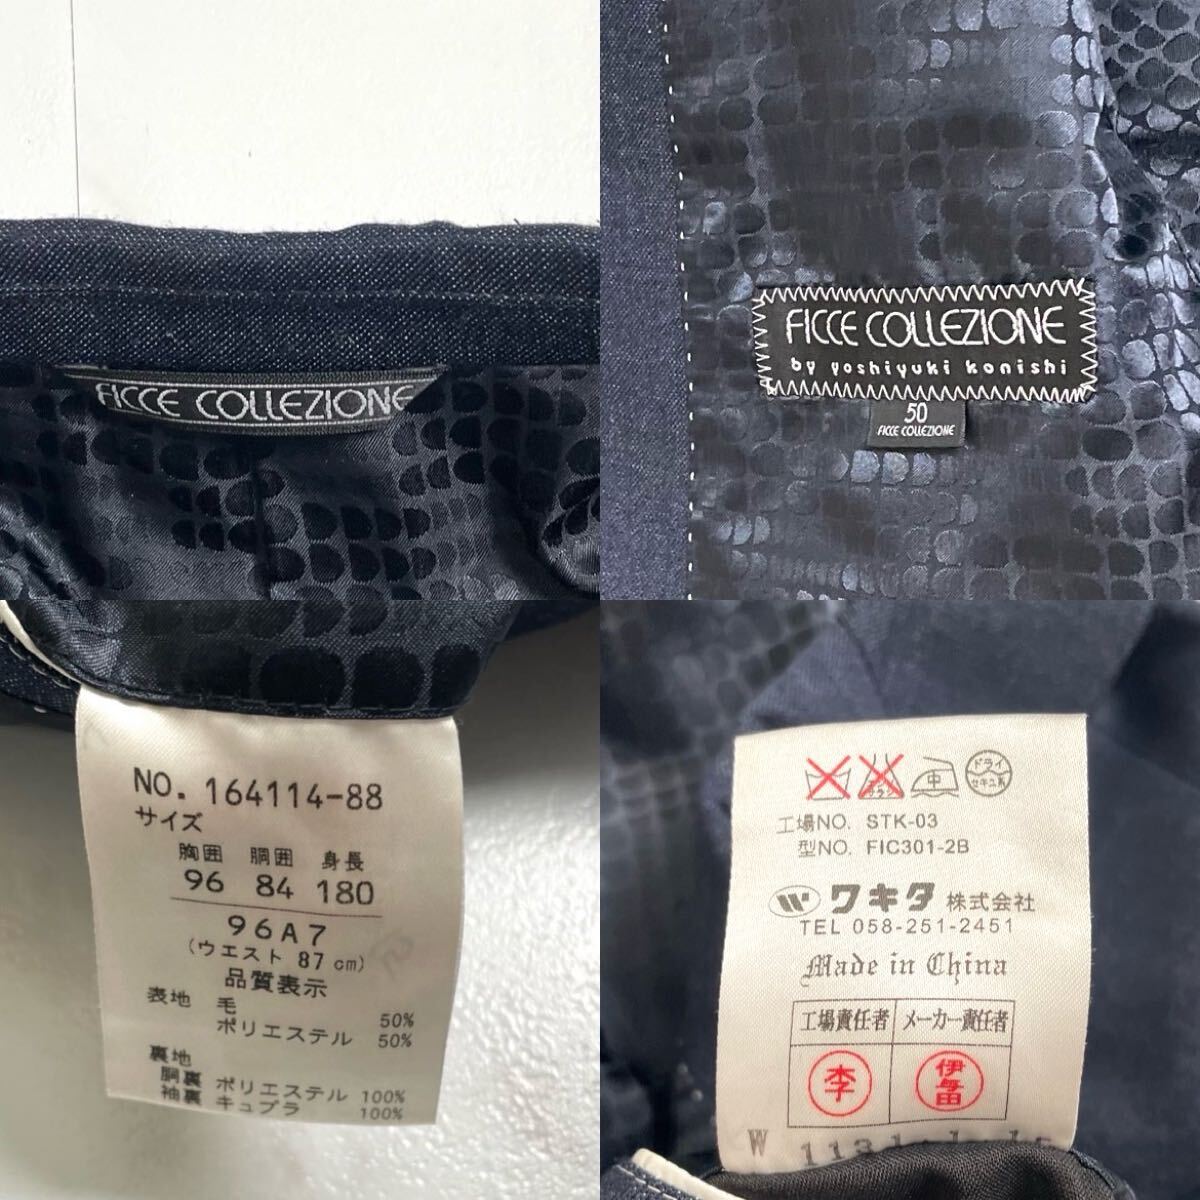 FICCE COLLEZIONE
FICCE COLLEZIONE
by yoshiyuki konishi
50
FICCE COLLEZIONE
NO. 164114-88
サイズ
胸囲 胴囲 身長
96 84 180
96A7
(ウエスト 87cm)
品質表示
表地 毛 50%
ポリエステル 50%
裏地
胴裏 ポリエステル 100%
袖裏 キュプラ 100%
中
ドライ
セキユ系
工場NO. STK-03
型NO. FIC301-2B
W ワキタ 株式会社
TEL 058-251-2451
Made in China
工場責任者 メーカー責任者
李
W 1131